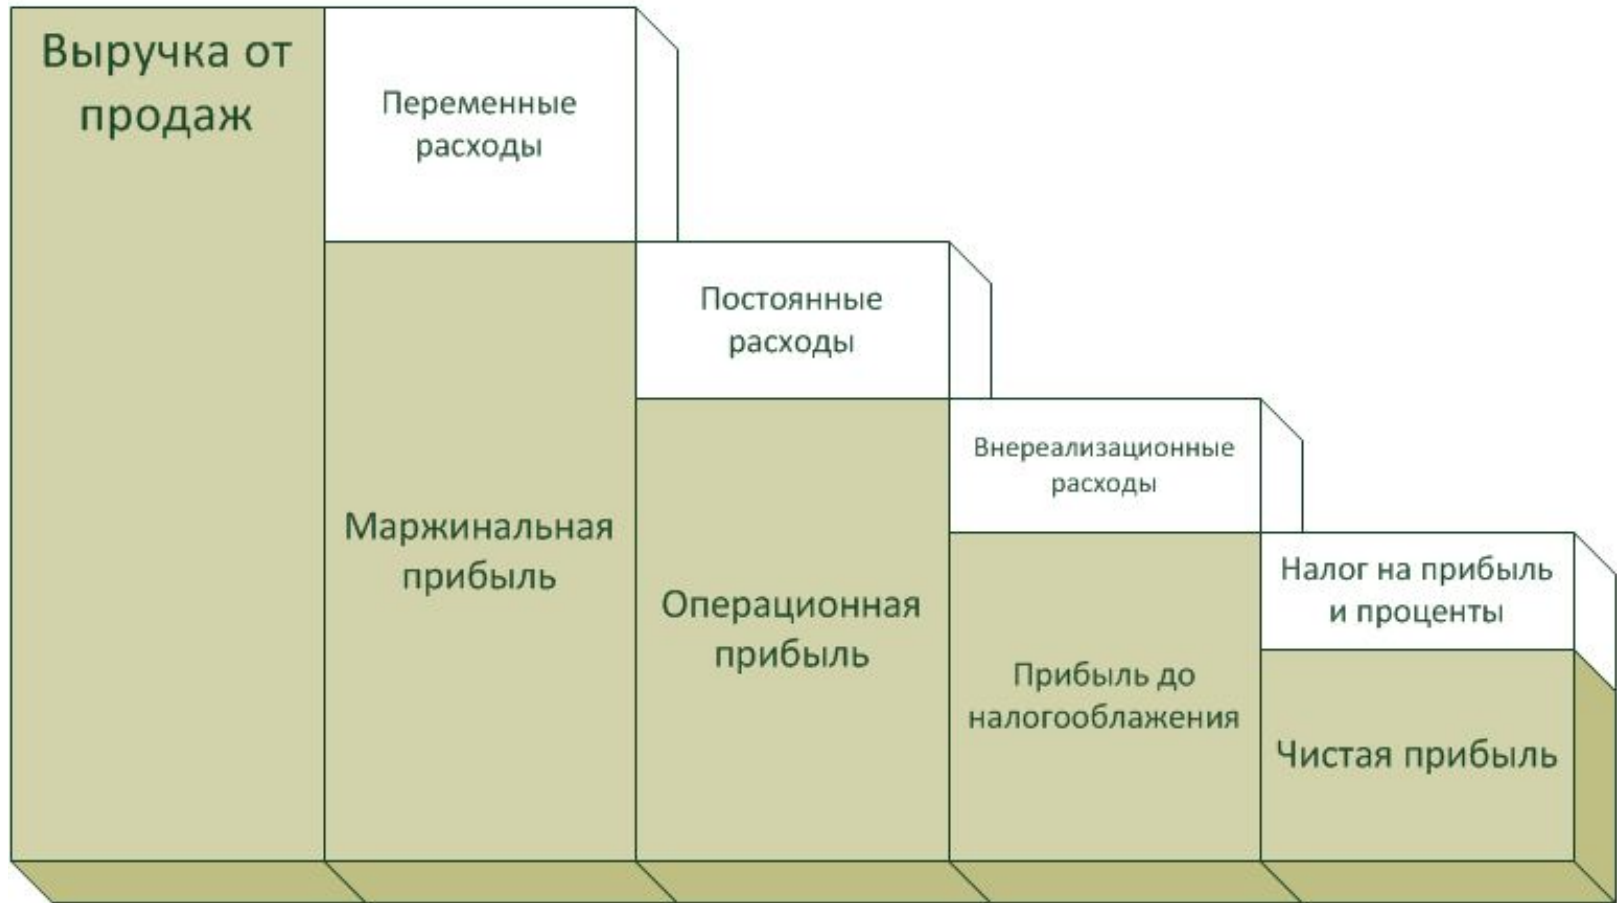 Выручка от
продаж
Переменные
расходы
Маржинальная
прибыль
Постоянные
расходы
Операционная
прибыль
Внереализационные
расходы
Прибыль до
налогооблажения
Налог на прибыль
и проценты
Чистая прибыль